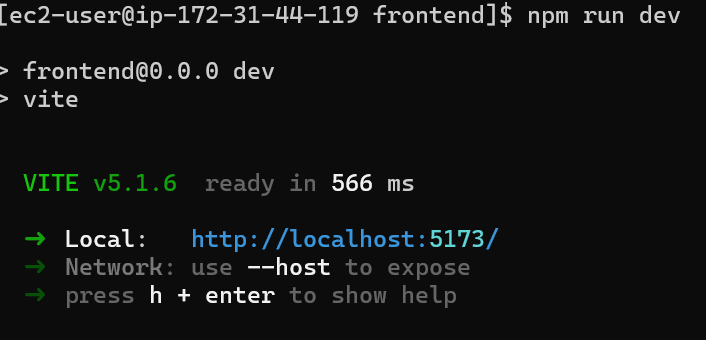 [ec2-user@ip-172-31-44-119 frontend]$ npm run dev
> frontend@0.0.0 dev
> vite
VITE v5.1.6  ready in 566 ms
➜ Local:   http://localhost:5173/
➜ Network: use --host to expose
➜ press h + enter to show help